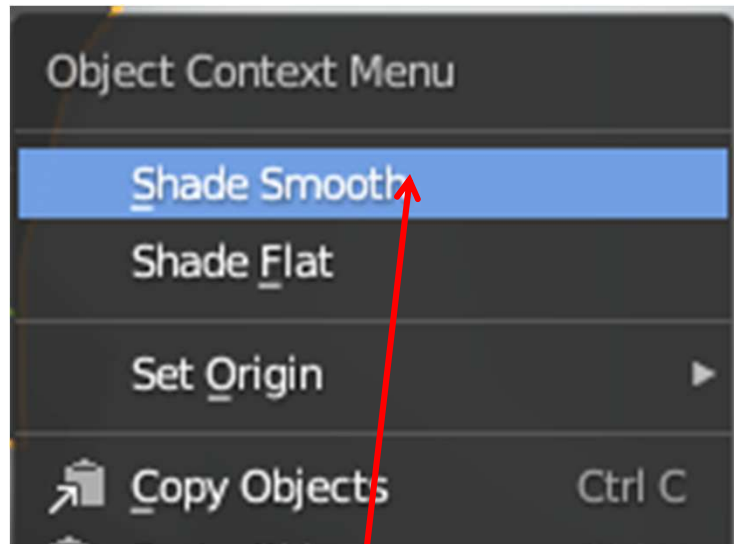 Object Context Menu
Shade Smooth
Shade Flat
Set Origin
Copy Objects Ctrl C